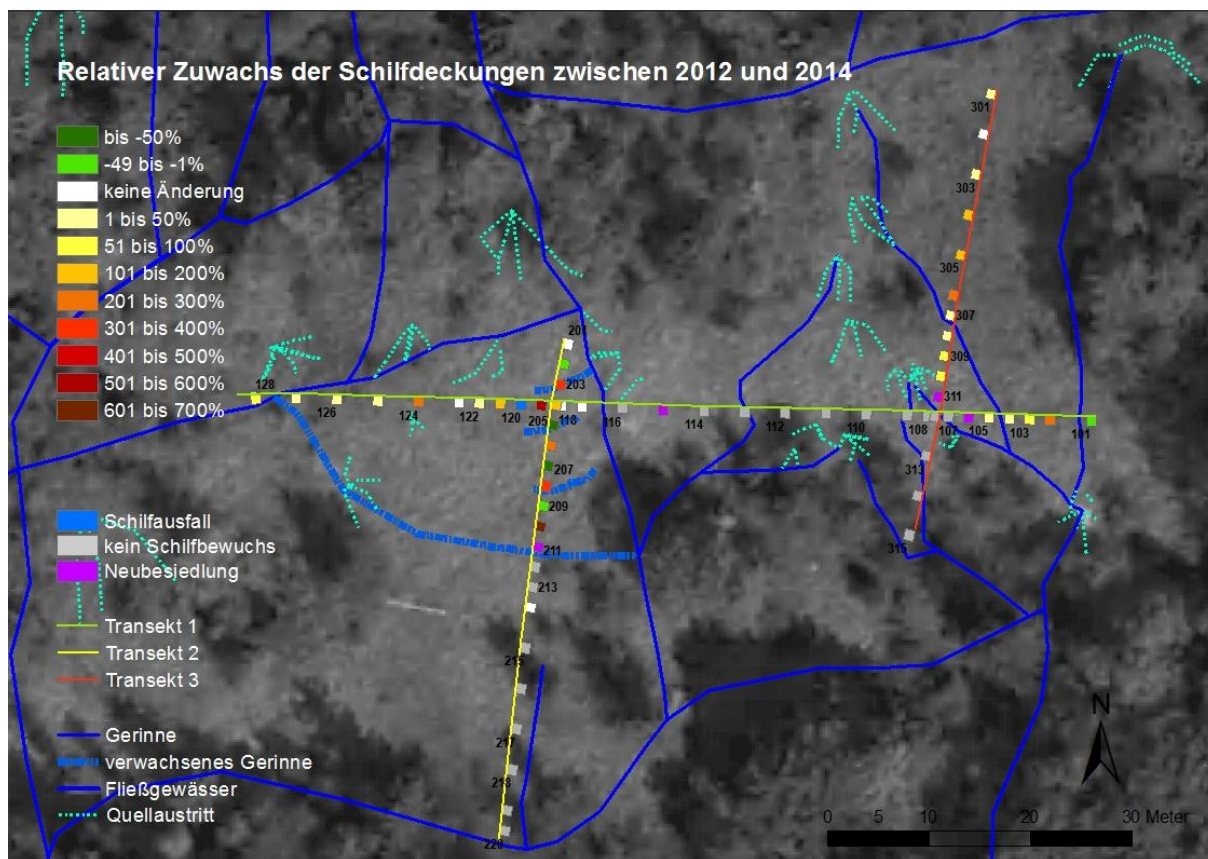 Relativer Zuwachs der Schilfdeckungen zwischen 2012 und 2014
bis -50%
-49 bis -1%
keine Änderung
1 bis 50%
51 bis 100%
101 bis 200%
201 bis 300%
301 bis 400%
401 bis 500%
501 bis 600%
601 bis 700%
Schilfausfall
kein Schilfbewuchs
Neubesiedlung
Transekt 1
Transekt 2
Transekt 3
Gerinne
verwachsenes Gerinne
Fließgewässer
Quellaustritt
301
303
305
307
309
311
313
315
201
203
205
207
209
211
213
215
217
218
220
128
126
124
122
120
118
116
114
112
110
108
107
105
103
101
N
0 5 10 20 30 Meter